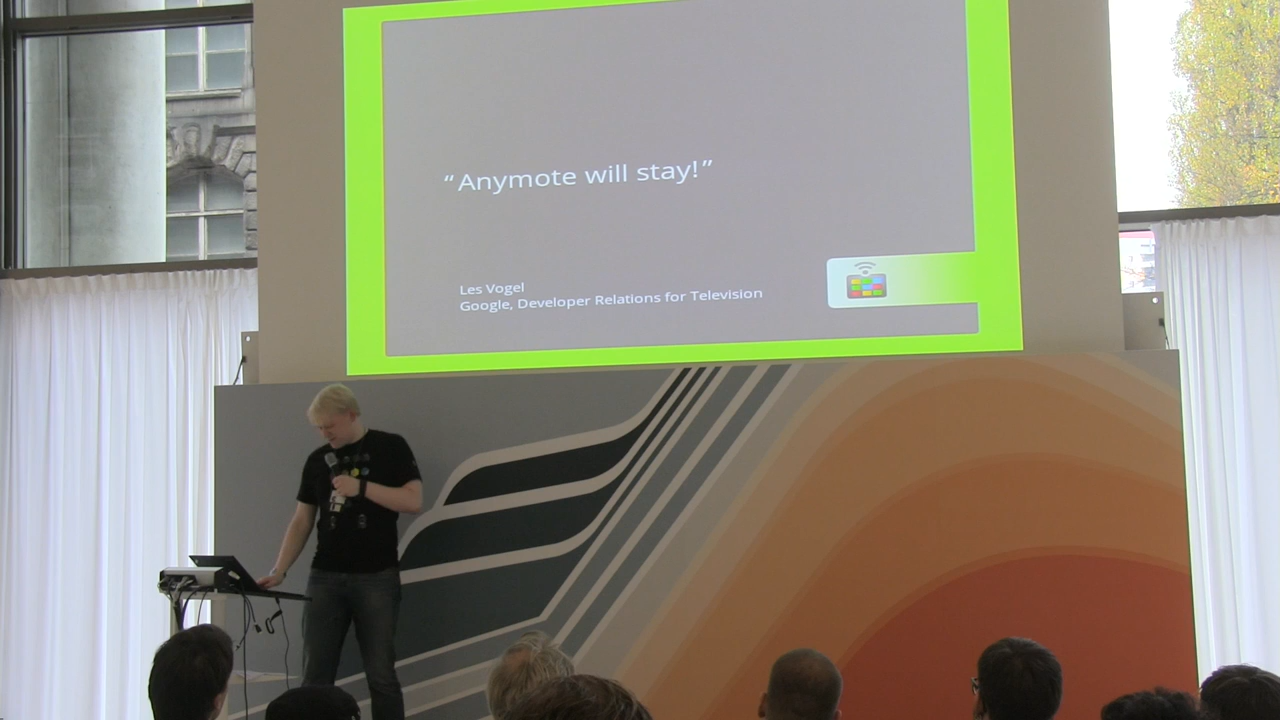 “Anymote will stay!”
Les Vogel
Google, Developer Relations for Television